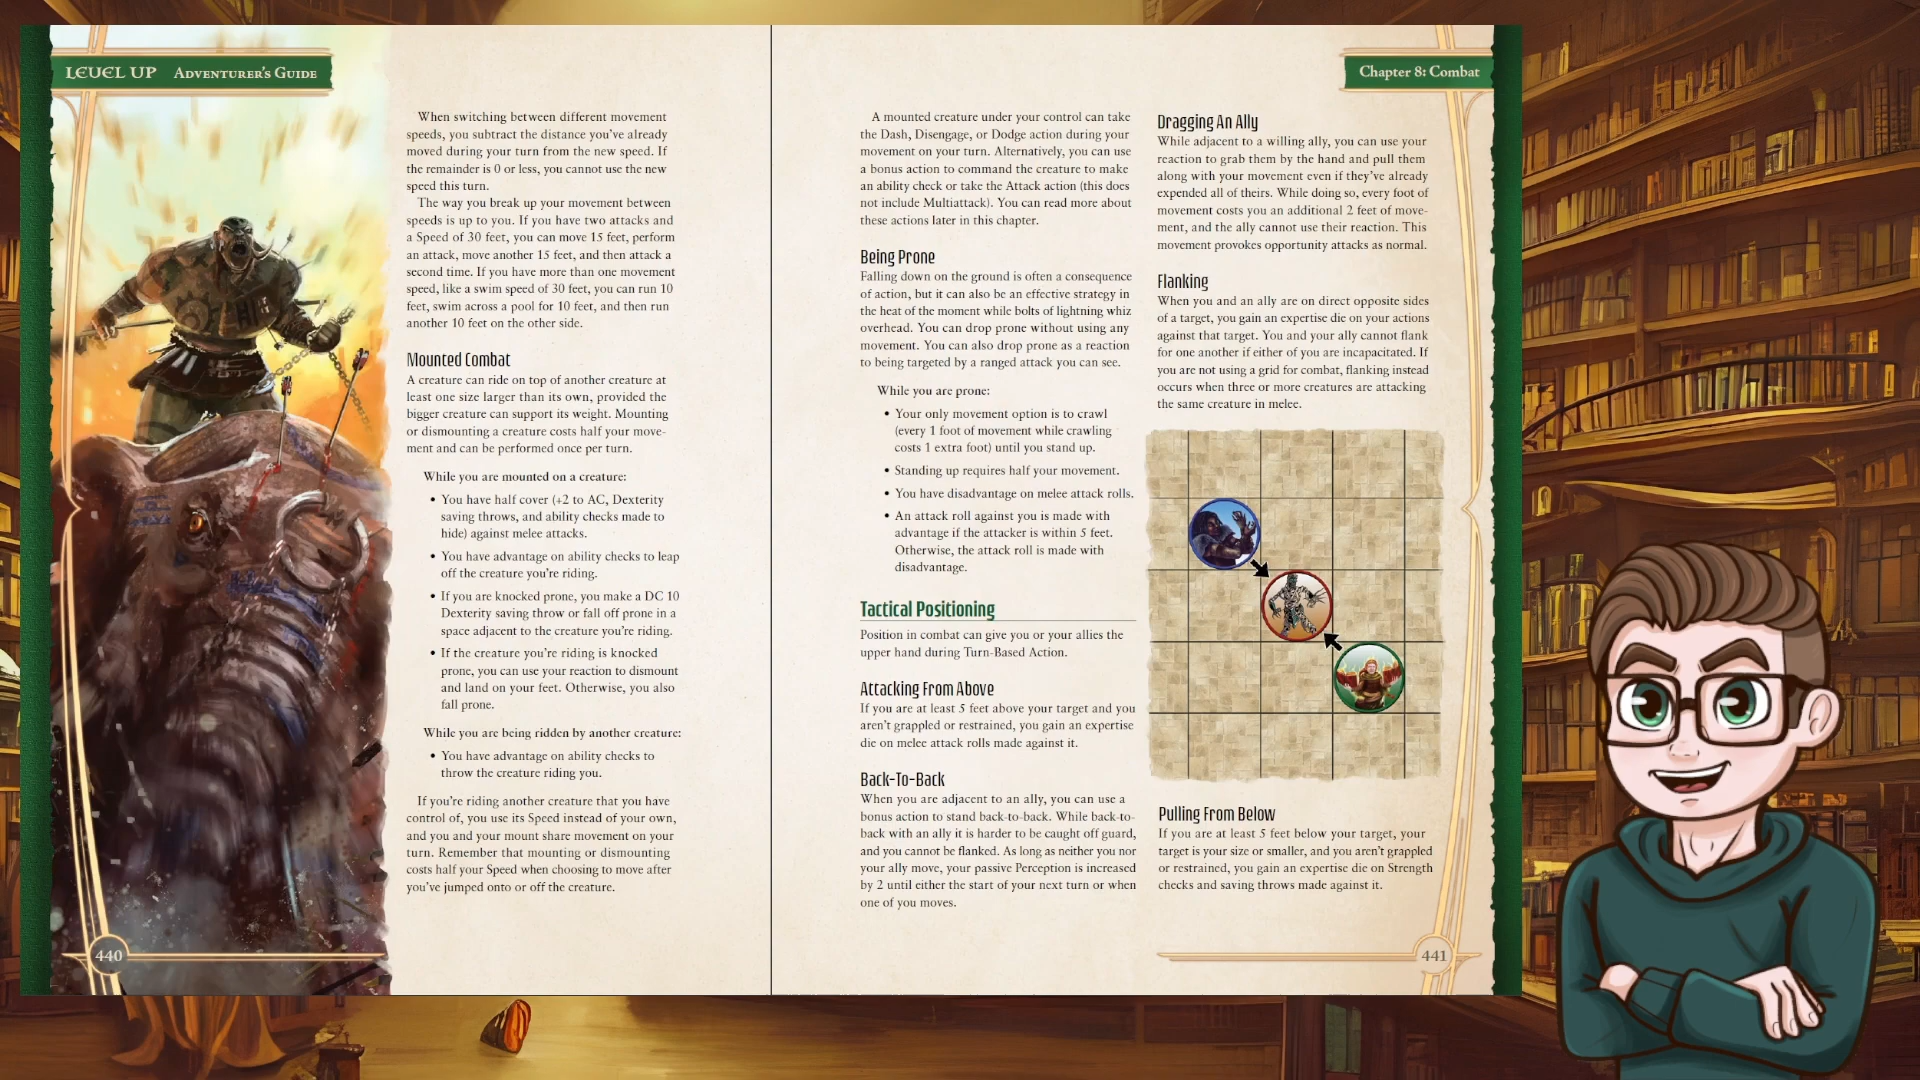 LEVEL UP ADVENTURER'S GUIDE
When switching between different movement
speeds, you subtract the distance you've already
moved during your turn from the new speed. If
the remainder is 0 or less, you cannot use the new
speed this turn.
The way you break up your movement between
speeds is up to you. If you have two attacks and
a Speed of 30 feet, you can move 15 feet, perform
an attack, move another 15 feet, and then attack a
second time. If you have more than one movement
speed, like a swim speed of 30 feet, you can run 10
feet, swim across a pool for 10 feet, and then run
another 10 feet on the other side.
Mounted Combat
A creature can ride on top of another creature at
least one size larger than its own, provided the
bigger creature can support its weight. Mounting
or dismounting a creature costs half your move-
ment and can be performed once per turn.
While you are mounted on a creature:
• You have half cover (+2 to AC, Dexterity
saving throws, and ability checks made to
hide) against melee attacks.
• You have advantage on ability checks to leap
off the creature you're riding.
• If you are knocked prone, you make a DC 10
Dexterity saving throw or fall off prone in a
space adjacent to the creature you're riding.
• If the creature you're riding is knocked
prone, you can use your reaction to dismount
and land on your feet. Otherwise, you also
fall prone.
While you are being ridden by another creature:
• You have advantage on ability checks to
throw the creature riding you.
If you're riding another creature that you have
control of, you use its Speed instead of your own,
and you and your mount share movement on your
turn. Remember that mounting or dismounting
costs half your Speed when choosing to move after
you've jumped onto or off the creature.
440
Chapter 8: Combat
A mounted creature under your control can take
the Dash, Disengage, or Dodge action during your
movement on your turn. Alternatively, you can use
a bonus action to command the creature to make
an ability check or take the Attack action (this does
not include Multiattack). You can read more about
these actions later in this chapter.
Being Prone
Falling down on the ground is often a consequence
of action, but it can also be an effective strategy in
the heat of the moment while bolts of lightning whiz
overhead. You can drop prone without using any
movement. You can also drop prone as a reaction
to being targeted by a ranged attack you can see.
While you are prone:
• Your only movement option is to crawl
(every 1 foot of movement while crawling
costs 1 extra foot) until you stand up.
• Standing up requires half your movement.
• You have disadvantage on melee attack rolls.
• An attack roll against you is made with
advantage if the attacker is within 5 feet.
Otherwise, the attack roll is made with
disadvantage.
Tactical Positioning
Position in combat can give you or your allies the
upper hand during Turn-Based Action.
Attacking From Above
If you are at least 5 feet above your target and you
aren't grappled or restrained, you gain an expertise
die on melee attack rolls made against it.
Back-To-Back
When you are adjacent to an ally, you can use a
bonus action to stand back-to-back. While back-to-
back with an ally it is harder to be caught off guard,
and you cannot be flanked. As long as neither you nor
your ally move, your passive Perception is increased
by 2 until either the start of your next turn or when
one of you moves.
Dragging An Ally
While adjacent to a willing ally, you can use your
reaction to grab them by the hand and pull them
along with your movement even if they've already
expended all of theirs. While doing so, every foot of
movement costs you an additional 2 feet of move-
ment, and the ally cannot use their reaction. This
movement provokes opportunity attacks as normal.
Flanking
When you and an ally are on direct opposite sides
of a target, you gain an expertise die on your actions
against that target. You and your ally cannot flank
for one another if either of you are incapacitated. If
you are not using a grid for combat, flanking instead
occurs when three or more creatures are attacking
the same creature in melee.
Pulling From Below
If you are at least 5 feet below your target, your
target is your size or smaller, and you aren't grappled
or restrained, you gain an expertise die on Strength
checks and saving throws made against it.
441